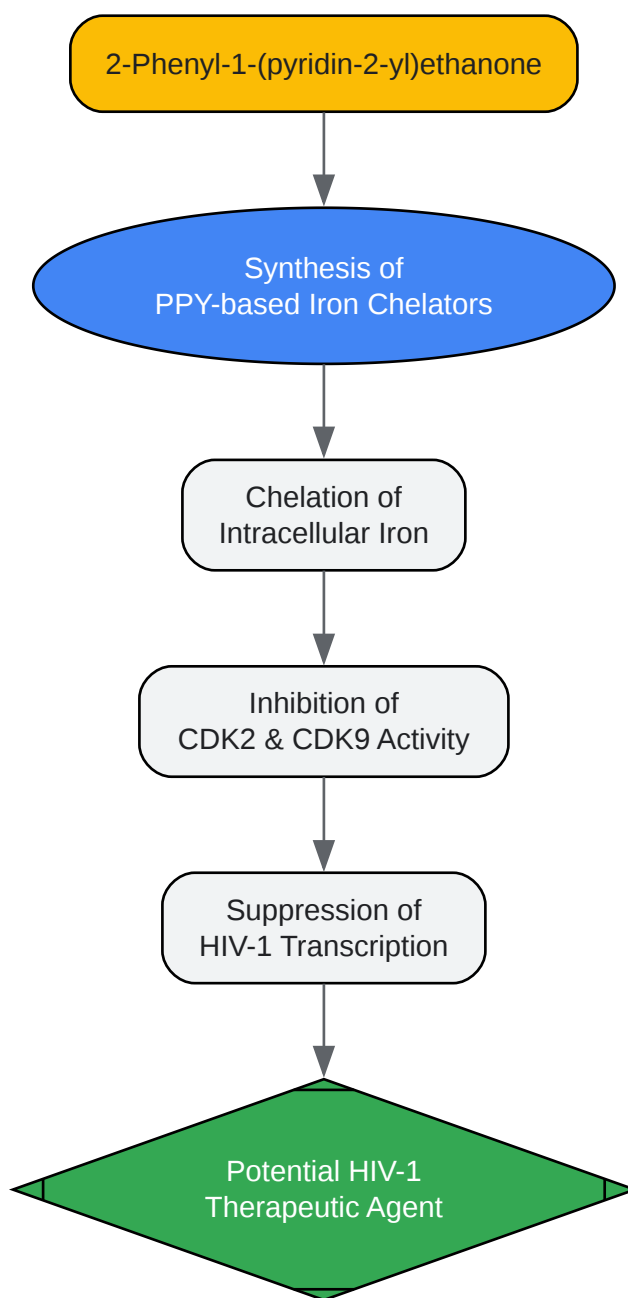 2-Phenyl-1-(pyridin-2-yl)ethanone
Synthesis of
PPY-based Iron Chelators
Chelation of
Intracellular Iron
Inhibition of
CDK2 & CDK9 Activity
Suppression of
HIV-1 Transcription
Potential HIV-1
Therapeutic Agent